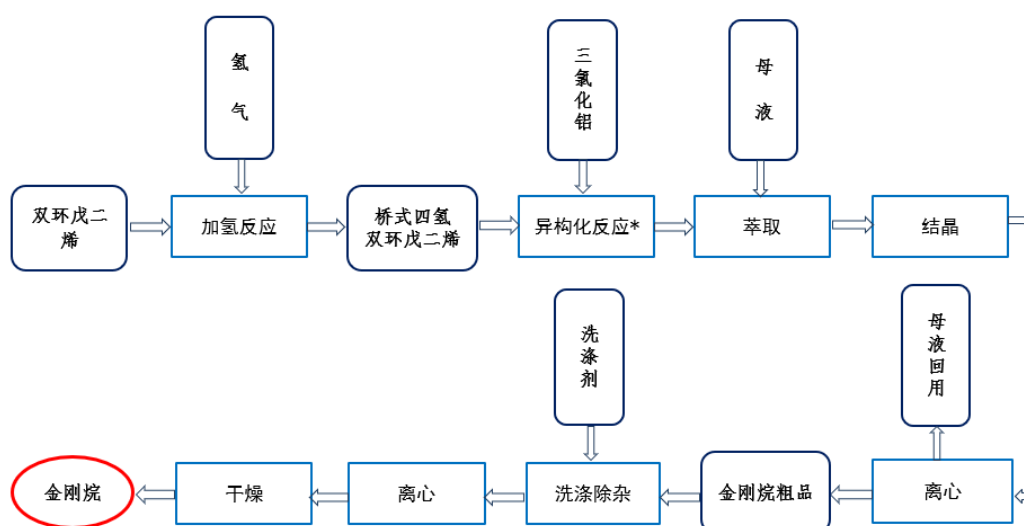 氢
气
三
氯
化
铝
母
液
双环戊二
烯
加氢反应
桥式四氢
双环戊二烯
异构化反应*
萃取
结晶
洗
涤
剂
母
液
回
用
金刚烷
干燥
离心
洗涤除杂
金刚烷粗品
离心